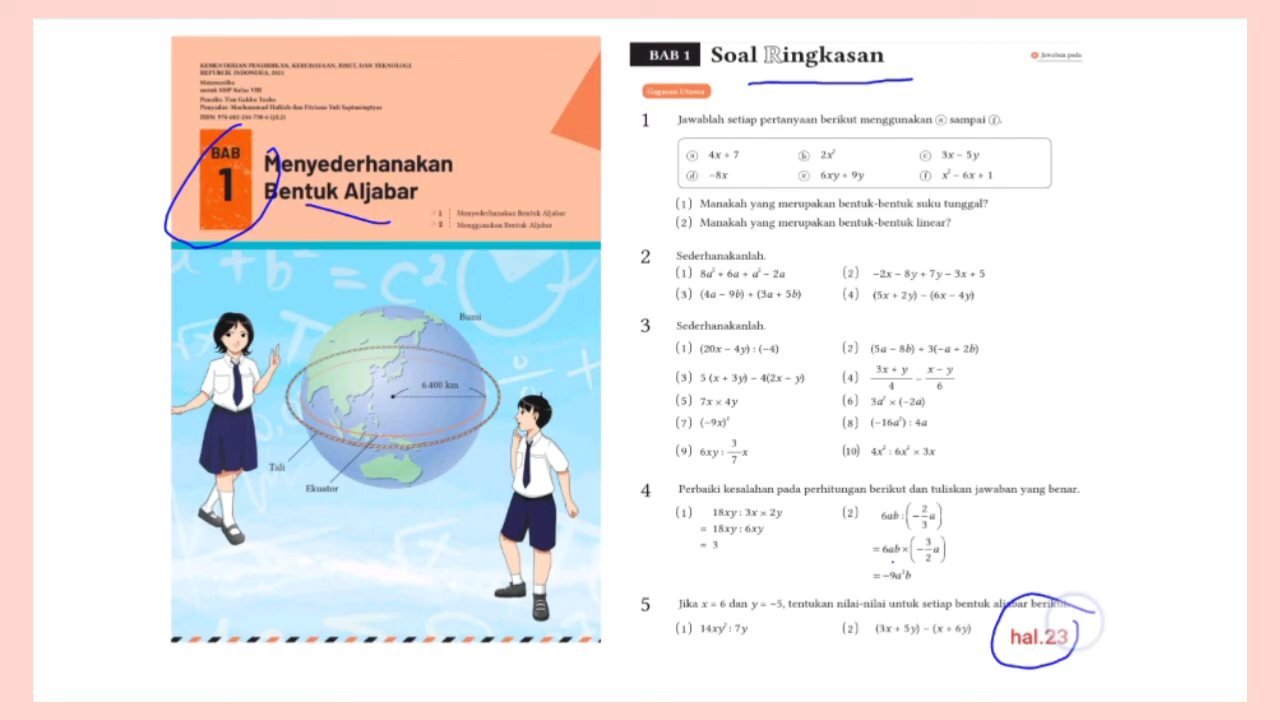 KEMENTERIAN PENDIDIKAN, KEBUDAYAAN, RISET, DAN TEKNOLOGI
REPUBLIK INDONESIA, 2021
Matematika
untuk SMP Kelas VIII
Penulis: Tim Gakko Tosho
Penyadur: Mochammad Hafiizh dan Fitriana Yuli Saptaningtyas
BAB
1
Menyederhanakan
Bentuk Aljabar
1 Menyederhanakan Bentuk Aljabar
2 Menggunakan Bentuk Aljabar
Bumi
6.400 km
Tali
Ekuator
BAB 1 Soal Ringkasan
Jawaban pada
Gagasan Utama
1 Jawablah setiap pertanyaan berikut menggunakan ⓐ sampai ⓕ.
ⓐ 4x + 7 ⓑ 2x² ⓒ 3x – 5y
ⓓ –8x ⓔ 6xy + 9y ⓕ x² – 6x + 1
(1) Manakah yang merupakan bentuk-bentuk suku tunggal?
(2) Manakah yang merupakan bentuk-bentuk linear?
2 Sederhanakanlah.
(1) 8a² + 6a + a² – 2a (2) –2x – 8y + 7y – 3x + 5
(3) (4a – 9b) + (3a + 5b) (4) (5x + 2y) – (6x – 4y)
3 Sederhanakanlah.
(1) (20x – 4y) : (–4) (2) (5a – 8b) + 3(–a + 2b)
(3) 5 (x + 3y) – 4(2x – y) (4) (3x + y)/4 – (x – y)/6
(5) 7x × 4y (6) 3a² × (–2a)
(7) (–9x)² (8) (–16a²) : 4a
(9) 6xy : 3/7 x (10) 4x² : 6x² × 3x
4 Perbaiki kesalahan pada perhitungan berikut dan tuliskan jawaban yang benar.
(1) 18xy : 3x × 2y (2) 6ab : (–2/3 a)
= 18xy : 6xy = 6ab × (–3/2 a)
= 3 = –9a²b
5 Jika x = 6 dan y = –5, tentukan nilai-nilai untuk setiap bentuk aljabar
(1) 14xy² : 7y (2) (3x + 5y) – (x + 6y)
hal.23